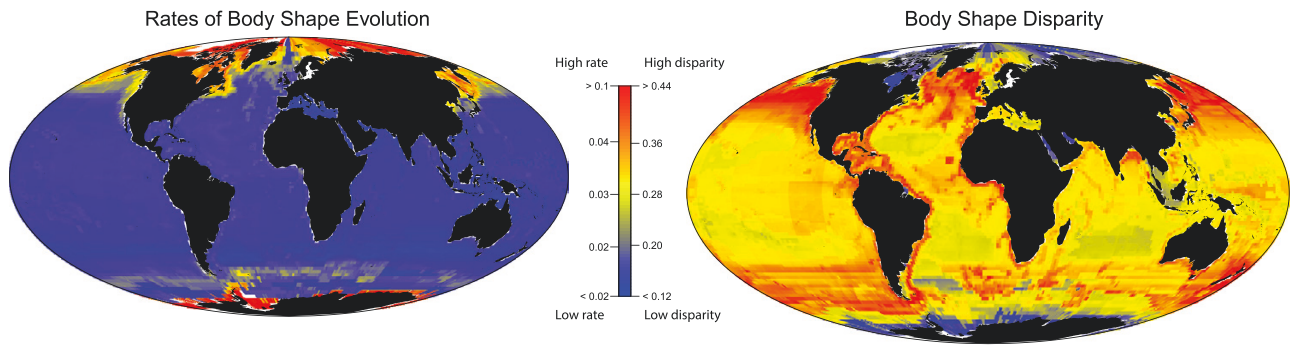 Rates of Body Shape Evolution
Body Shape Disparity
High rate
High disparity
> 0.1
> 0.44
0.04
0.36
0.03
0.28
0.02
0.20
< 0.02
< 0.12
Low rate
Low disparity